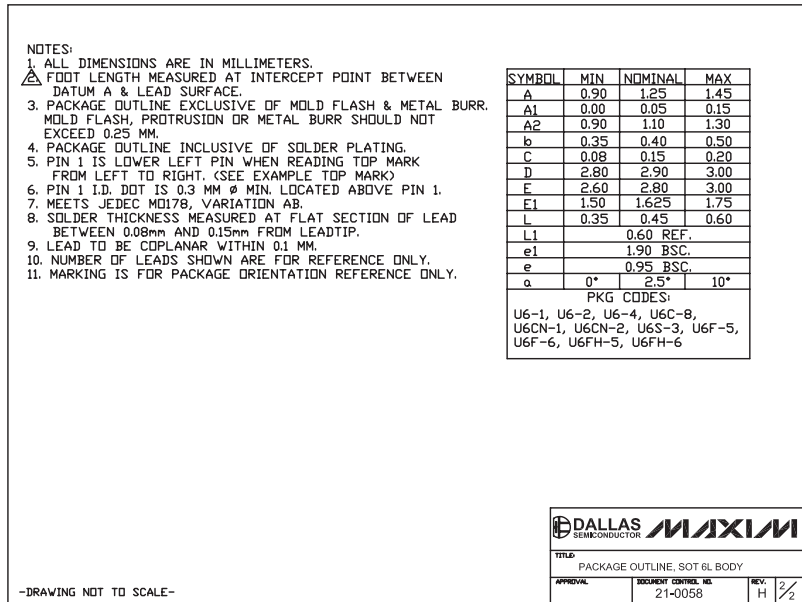 NOTES:
1. ALL DIMENSIONS ARE IN MILLIMETERS.
2. FOOT LENGTH MEASURED AT INTERCEPT POINT BETWEEN
DATUM A & LEAD SURFACE.
3. PACKAGE OUTLINE EXCLUSIVE OF MOLD FLASH & METAL BURR.
MOLD FLASH, PROTRUSION OR METAL BURR SHOULD NOT
EXCEED 0.25 MM.
4. PACKAGE OUTLINE INCLUSIVE OF SOLDER PLATING.
5. PIN 1 IS LOWER LEFT PIN WHEN READING TOP MARK
FROM LEFT TO RIGHT. (SEE EXAMPLE TOP MARK)
6. PIN 1 I.D. DOT IS 0.3 MM Ø MIN. LOCATED ABOVE PIN 1.
7. MEETS JEDEC MO178, VARIATION AB.
8. SOLDER THICKNESS MEASURED AT FLAT SECTION OF LEAD
BETWEEN 0.08mm AND 0.15mm FROM LEADTIP.
9. LEAD TO BE COPLANAR WITHIN 0.1 MM.
10. NUMBER OF LEADS SHOWN ARE FOR REFERENCE ONLY.
11. MARKING IS FOR PACKAGE ORIENTATION REFERENCE ONLY.
SYMBOL MIN NOMINAL MAX
A 0.90 1.25 1.45
A1 0.00 0.05 0.15
A2 0.90 1.10 1.30
b 0.35 0.40 0.50
C 0.08 0.15 0.20
D 2.80 2.90 3.00
E 2.60 2.80 3.00
E1 1.50 1.625 1.75
L 0.35 0.45 0.60
L1 0.60 REF.
e1 1.90 BSC.
e 0.95 BSC.
α 0° 2.5° 10°
PKG CODES:
U6-1, U6-2, U6-4, U6C-8,
U6CN-1, U6CN-2, U6S-3, U6F-5,
U6F-6, U6FH-5, U6FH-6
DALLAS SEMICONDUCTOR MAXIM
TITLE:
PACKAGE OUTLINE, SOT 6L BODY
APPROVAL DOCUMENT CONTROL NO. REV.
21-0058 H 2/2
-DRAWING NOT TO SCALE-